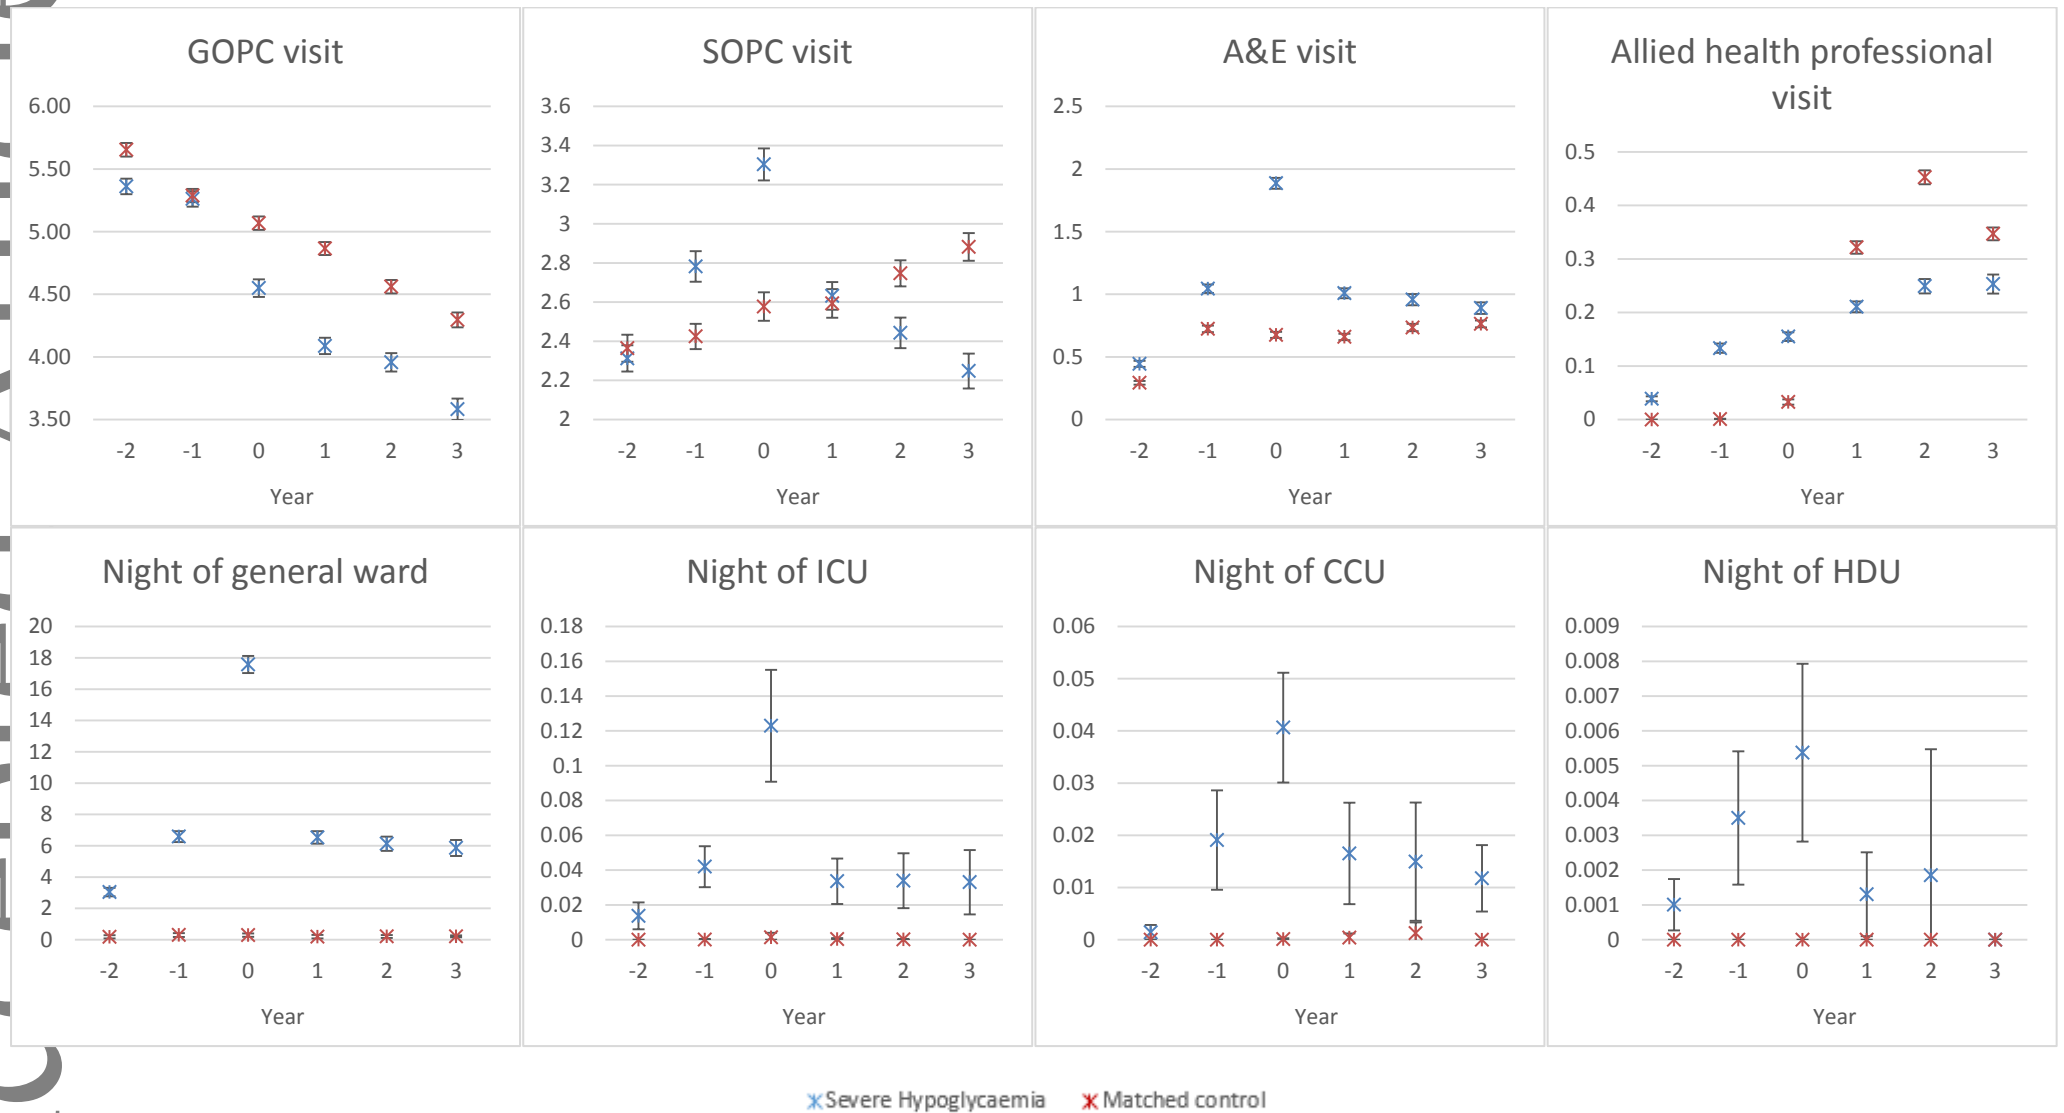 GOPC visit
6.00
5.50
5.00
4.50
4.00
3.50
-2 -1 0 1 2 3
Year
SOPC visit
3.6
3.4
3.2
3
2.8
2.6
2.4
2.2
2
-2 -1 0 1 2 3
Year
A&E visit
2.5
2
1.5
1
0.5
0
-2 -1 0 1 2 3
Year
Allied health professional
visit
0.5
0.4
0.3
0.2
0.1
0
-2 -1 0 1 2 3
Year
Night of general ward
20
18
16
14
12
10
8
6
4
2
0
-2 -1 0 1 2 3
Year
Night of ICU
0.18
0.16
0.14
0.12
0.1
0.08
0.06
0.04
0.02
0
-2 -1 0 1 2 3
Year
Night of CCU
0.06
0.05
0.04
0.03
0.02
0.01
0
-2 -1 0 1 2 3
Year
Night of HDU
0.009
0.008
0.007
0.006
0.005
0.004
0.003
0.002
0.001
0
-2 -1 0 1 2 3
Year
Severe Hypoglycaemia Matched control